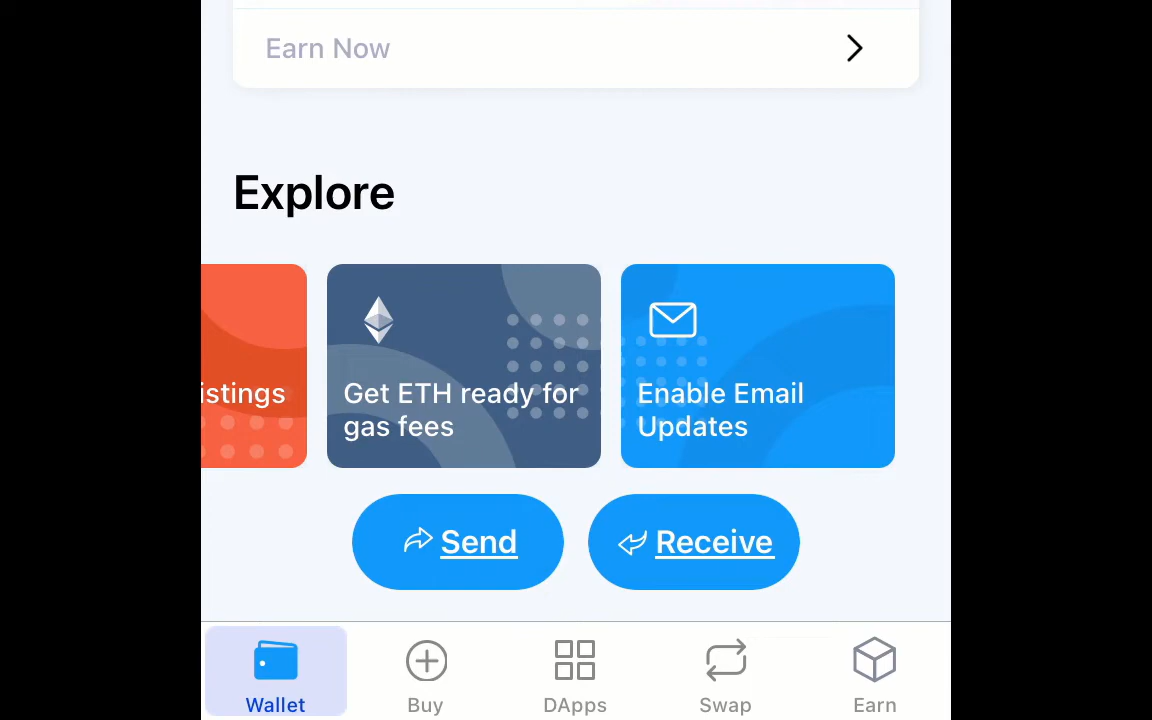 Earn Now
Explore
istings
Get ETH ready for
gas fees
Enable Email
Updates
Send
Receive
Wallet
Buy
DApps
Swap
Earn